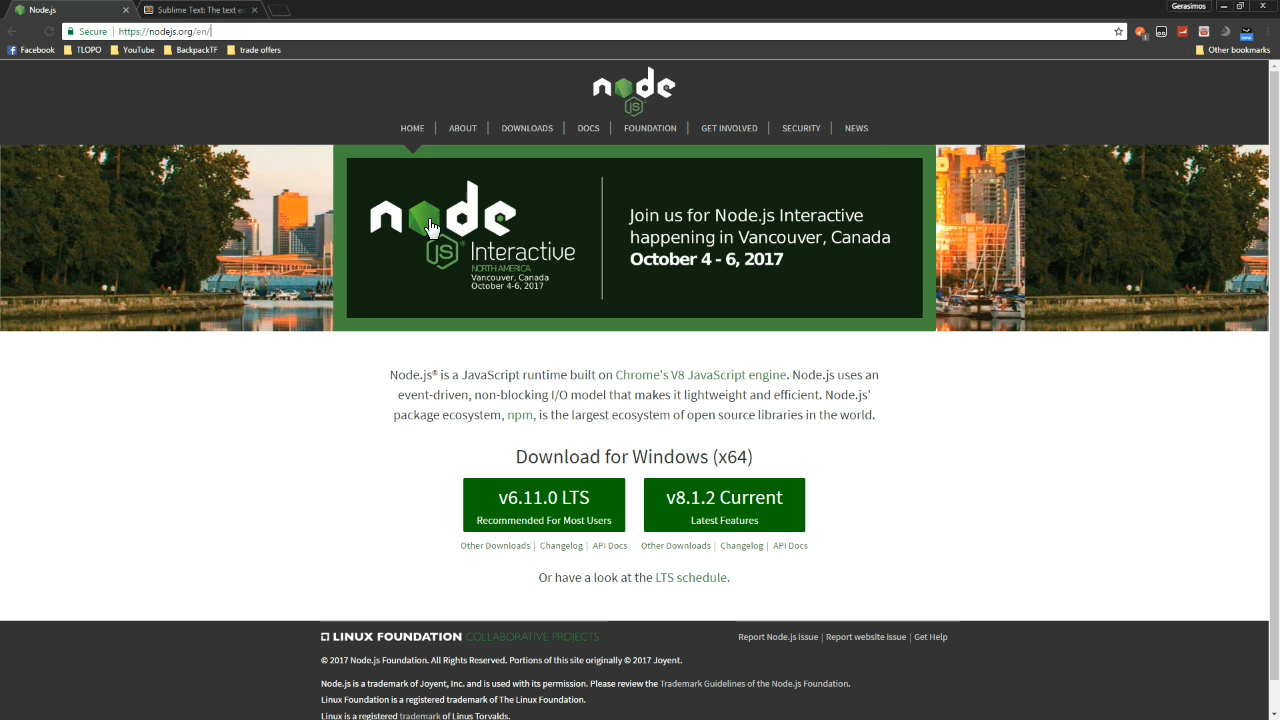 Node.js
Sublime Text: The text e
Gerasimos
Secure
https://nodejs.org/en/
Facebook
TLOPO
YouTube
BackpackTF
trade offers
Other bookmarks
node
JS
HOME
ABOUT
DOWNLOADS
DOCS
FOUNDATION
GET INVOLVED
SECURITY
NEWS
node
JS Interactive
NORTH AMERICA
Vancouver, Canada
October 4-6, 2017
Join us for Node.js Interactive
happening in Vancouver, Canada
October 4 - 6, 2017
Node.js® is a JavaScript runtime built on Chrome's V8 JavaScript engine. Node.js uses an
event-driven, non-blocking I/O model that makes it lightweight and efficient. Node.js'
package ecosystem, npm, is the largest ecosystem of open source libraries in the world.
Download for Windows (x64)
v6.11.0 LTS
Recommended For Most Users
v8.1.2 Current
Latest Features
Other Downloads | Changelog | API Docs
Other Downloads | Changelog | API Docs
Or have a look at the LTS schedule.
LINUX FOUNDATION COLLABORATIVE PROJECTS
Report Node.js issue | Report website issue | Get Help
© 2017 Node.js Foundation. All Rights Reserved. Portions of this site originally © 2017 Joyent.
Node.js is a trademark of Joyent, Inc. and is used with its permission. Please review the Trademark Guidelines of the Node.js Foundation.
Linux Foundation is a registered trademark of The Linux Foundation.
Linux is a registered trademark of Linus Torvalds.